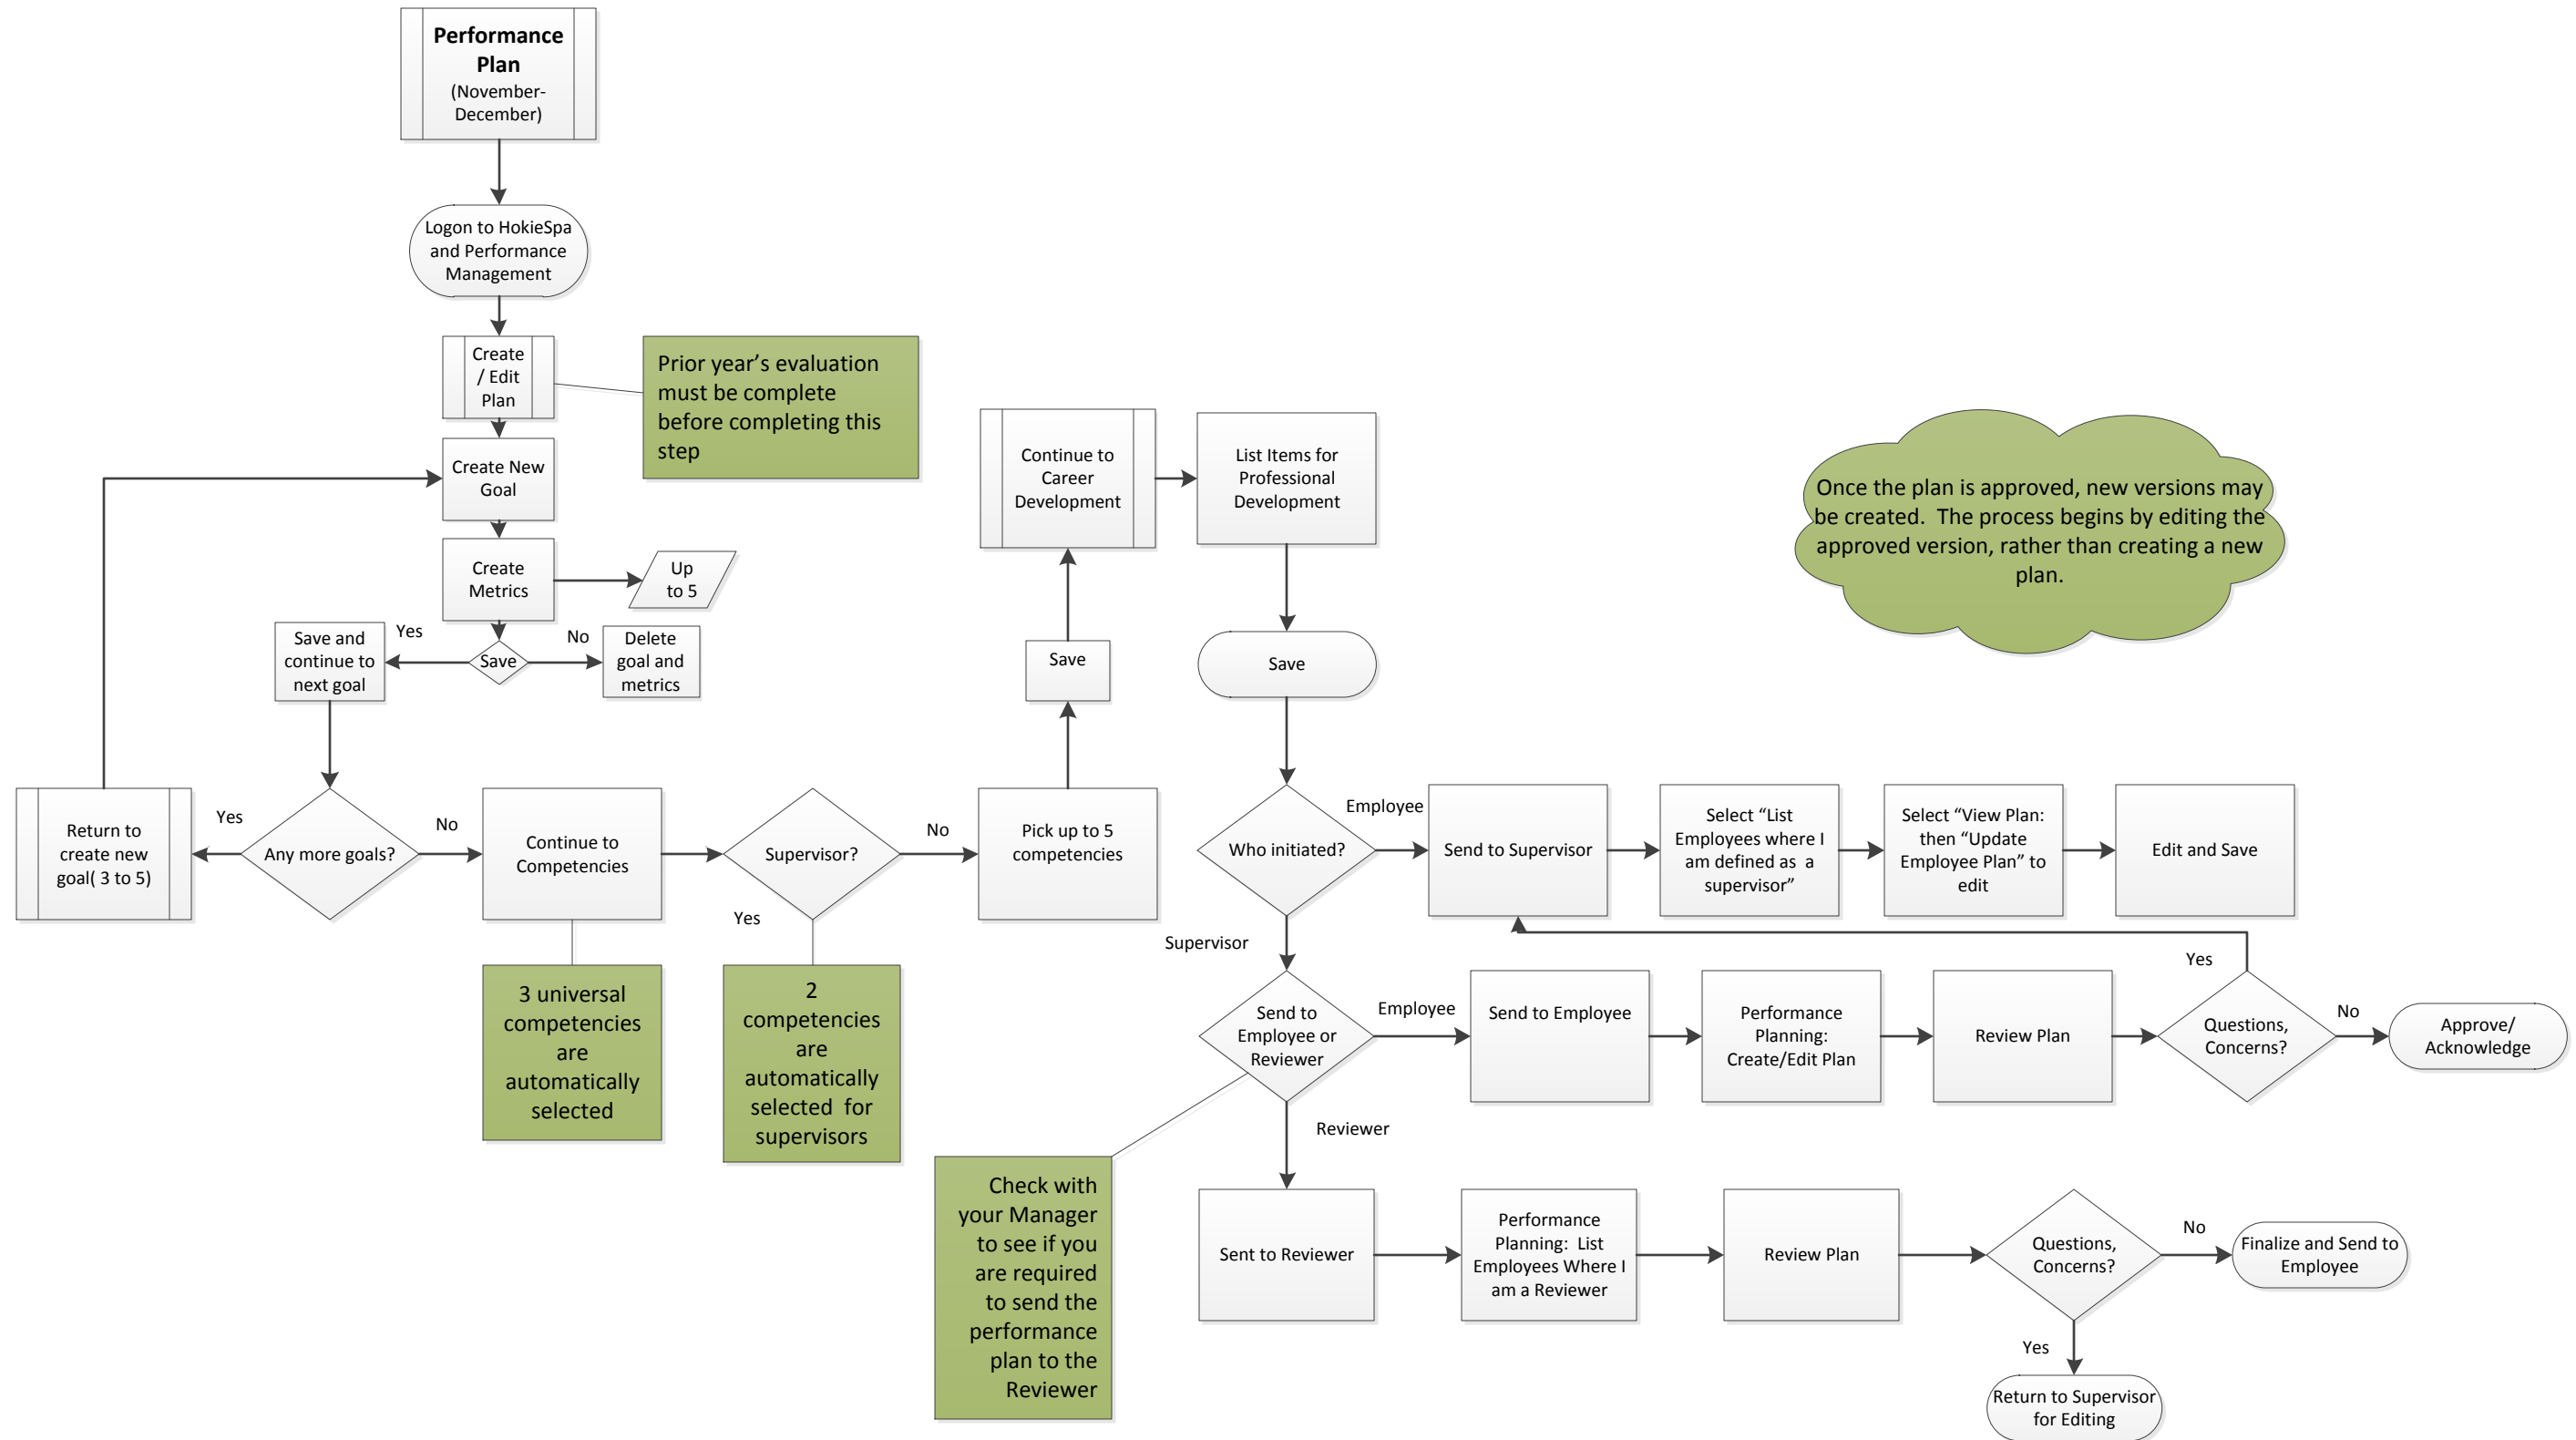 Performance
Plan
(November-
December)
Logon to HokieSpa
and Performance
Management
Create
/ Edit
Plan
Prior year’s evaluation
must be complete
before completing this
step
Create New
Goal
Create
Metrics
Up
to 5
Save and
continue to
next goal
Yes
Save
No
Delete
goal and
metrics
Return to
create new
goal( 3 to 5)
Yes
Any more goals?
No
Continue to
Competencies
3 universal
competencies
are
automatically
selected
Supervisor?
Yes
2
competencies
are
automatically
selected  for
supervisors
No
Pick up to 5
competencies
Save
Continue to
Career
Development
List Items for
Professional
Development
Save
Once the plan is approved, new versions may
be created.  The process begins by editing the
approved version, rather than creating a new
plan.
Who initiated?
Employee
Send to Supervisor
Select “List
Employees where I
am defined as  a
supervisor”
Select “View Plan:
then “Update
Employee Plan” to
edit
Edit and Save
Supervisor
Send to
Employee or
Reviewer
Employee
Send to Employee
Performance
Planning:
Create/Edit Plan
Review Plan
Questions,
Concerns?
Yes
No
Approve/
Acknowledge
Check with
your Manager
to see if you
are required
to send the
performance
plan to the
Reviewer
Reviewer
Sent to Reviewer
Performance
Planning:  List
Employees Where I
am a Reviewer
Review Plan
Questions,
Concerns?
No
Finalize and Send to
Employee
Yes
Return to Supervisor
for Editing